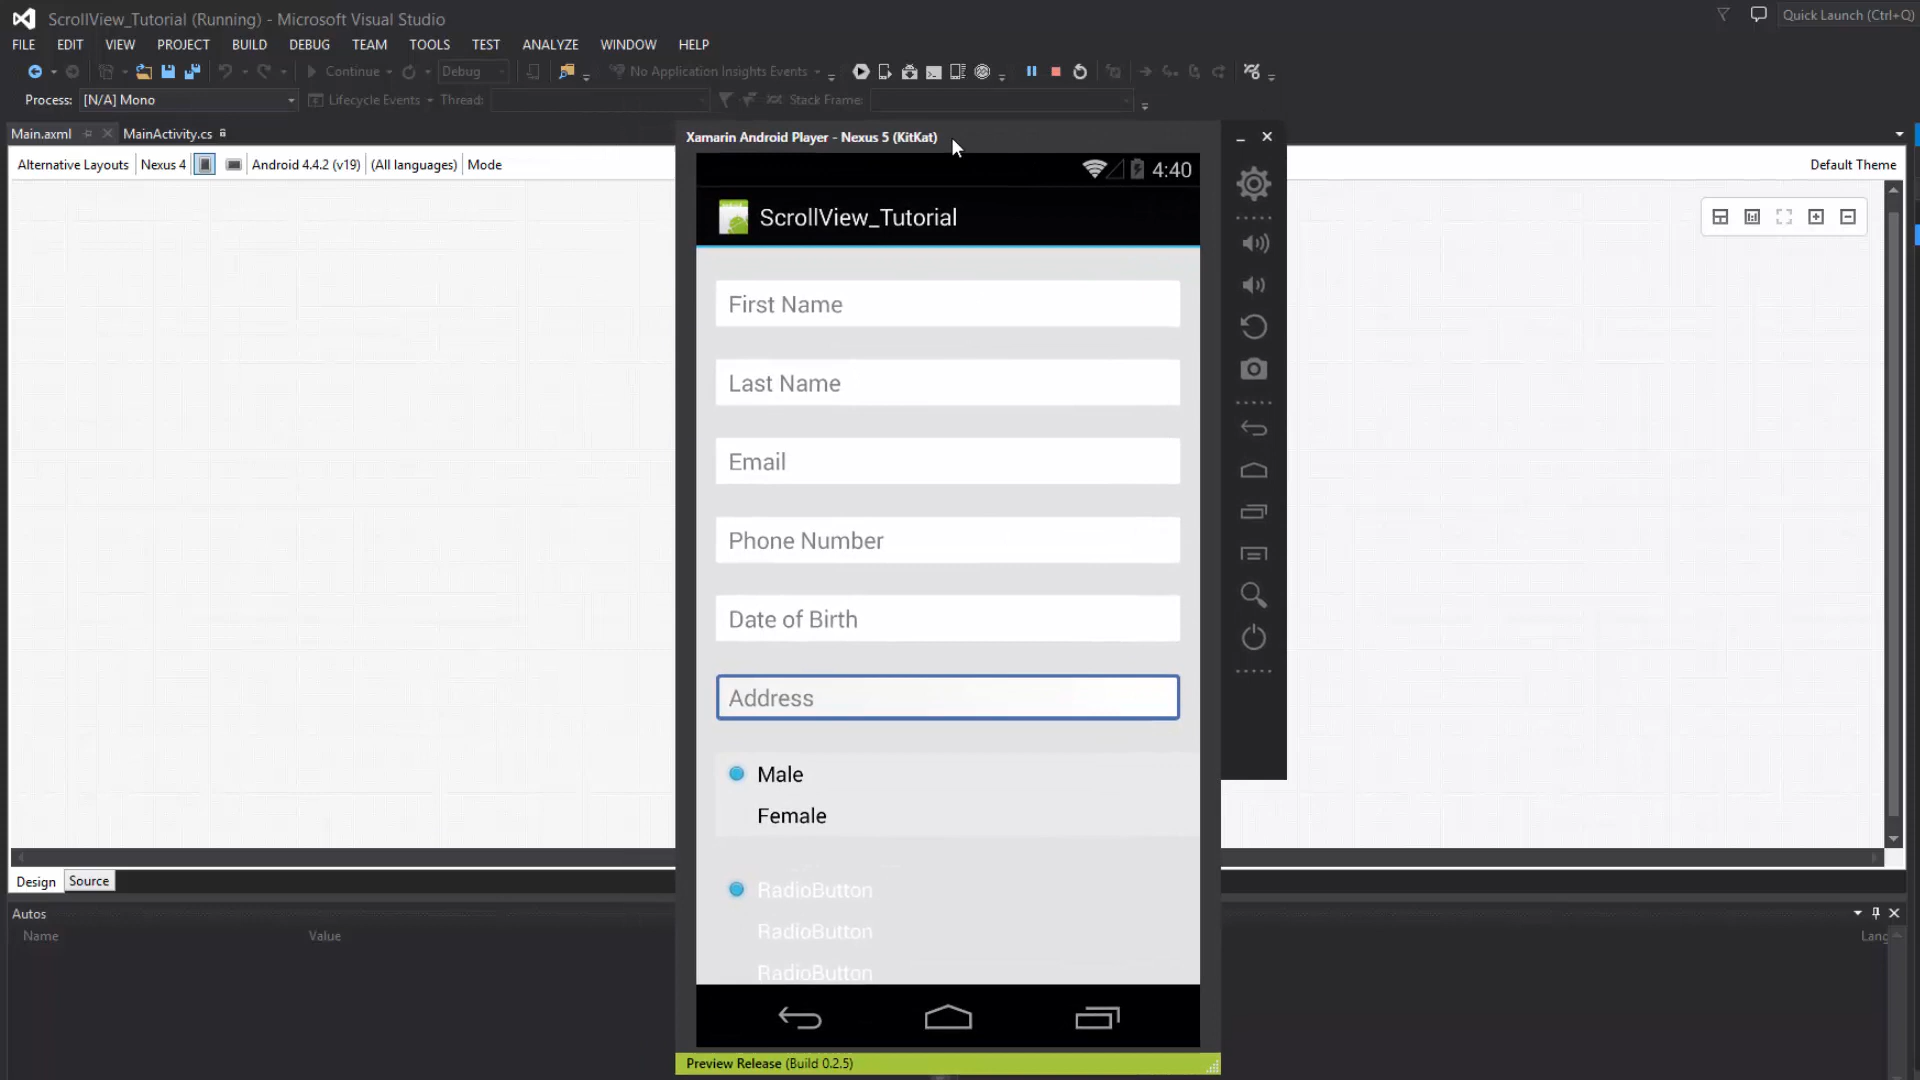 ScrollView_Tutorial (Running) - Microsoft Visual Studio
Quick Launch (Ctrl+Q)
FILE EDIT VIEW PROJECT BUILD DEBUG TEAM TOOLS TEST ANALYZE WINDOW HELP
Continue Debug No Application Insights Events
Process: [N/A] Mono Lifecycle Events Thread: Stack Frame:
Main.axml MainActivity.cs
Alternative Layouts Nexus 4 Android 4.4.2 (v19) (All languages) Mode Default Theme
Xamarin Android Player - Nexus 5 (KitKat)
4:40
ScrollView_Tutorial
First Name
Last Name
Email
Phone Number
Date of Birth
Address
Male
Female
RadioButton
RadioButton
RadioButton
Preview Release (Build 0.2.5)
Design Source
Autos
Name Value Lang